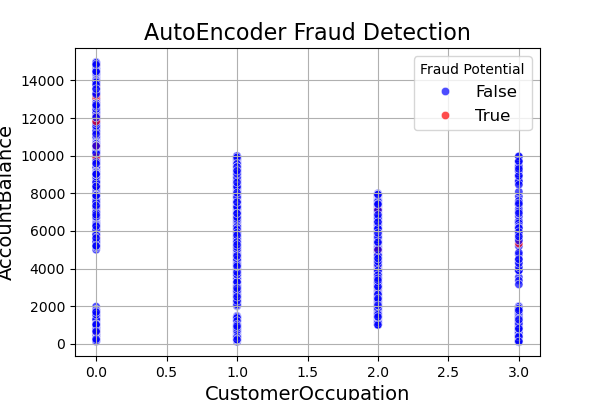 AutoEncoder Fraud Detection
AccountBalance
14000
12000
10000
8000
6000
4000
2000
0
Fraud Potential
False
True
0.0 0.5 1.0 1.5 2.0 2.5 3.0
CustomerOccupation